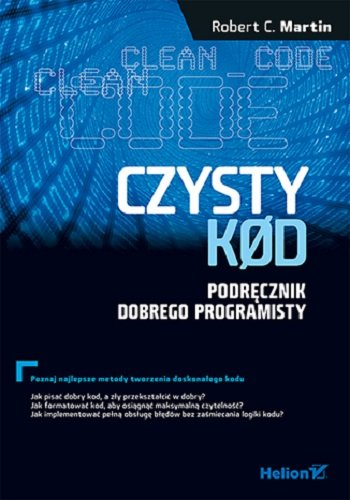 Robert C. Martin
CLEAN_CODE
CLEAN
CODE
CZYSTY
KØD
PODRĘCZNIK
DOBREGO PROGRAMISTY
Poznaj najlepsze metody tworzenia doskonałego kodu
Jak pisać dobry kod, a zły przekształcić w dobry?
Jak formatować kod, aby osiągnąć maksymalną czytelność?
Jak implementować pełną obsługę błędów bez zaśmiecania logiki kodu?
Helion